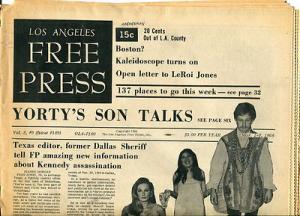 LOS ANGELES
FREE
PRESS
15c
20 Cents
Out of L.A. County
Boston?
Kaleidoscope turns on
Open letter to LeRoi Jones
137 places to go this week — see page 32
YORTY'S SON TALKS
SEE PAGE SIX
Texas editor, former Dallas Sheriff
tell FP amazing new information
about Kennedy assassination.